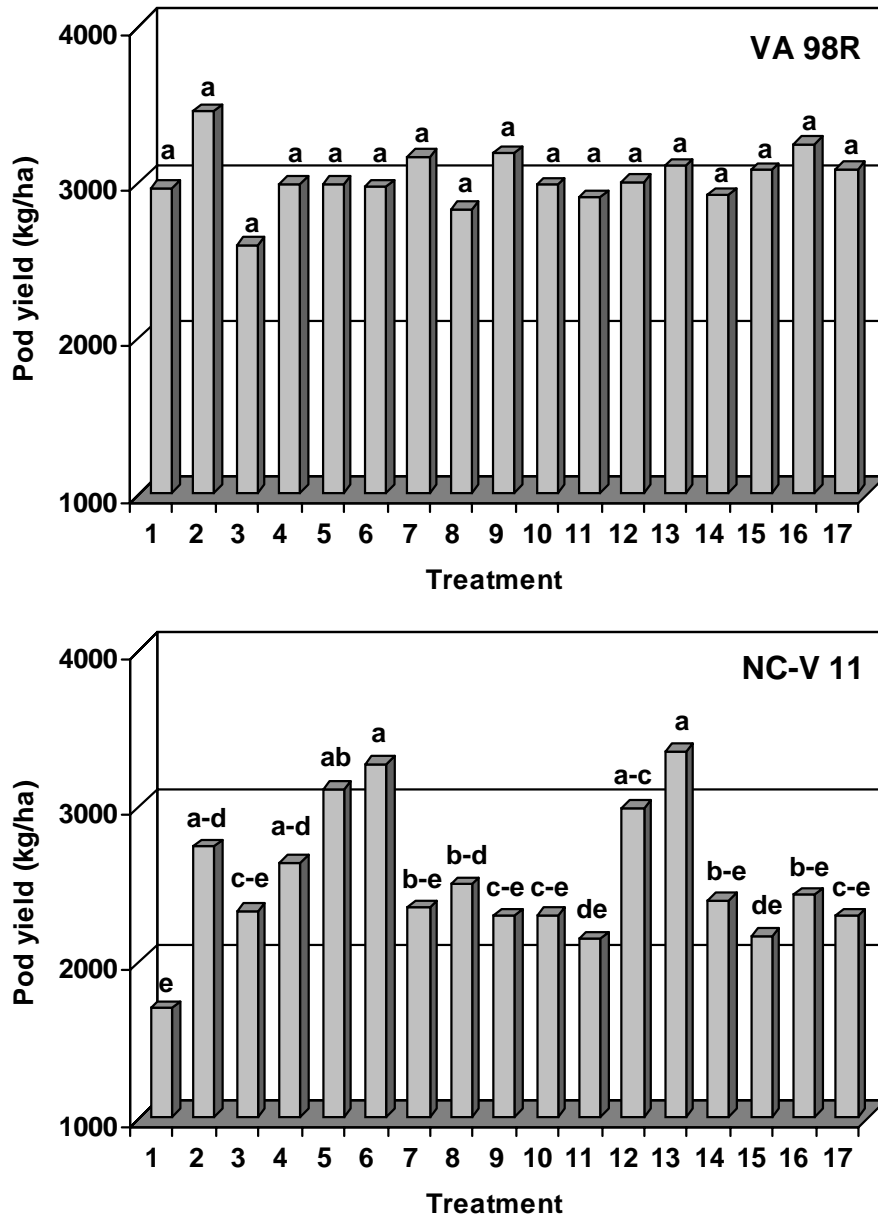 4000
VA 98R
a
a a a a
a a a a a a a a a
a a
a
3000
2000
1000
Pod yield (kg/ha)
1 2 3 4 5 6 7 8 9 10 11 12 13 14 15 16 17
Treatment
4000
NC-V 11
a
a
ab
a-c
3000
a-d
a-d
b-d
b-e b-e b-e
c-e c-e c-e c-e
de de
2000
e
1000
Pod yield (kg/ha)
1 2 3 4 5 6 7 8 9 10 11 12 13 14 15 16 17
Treatment